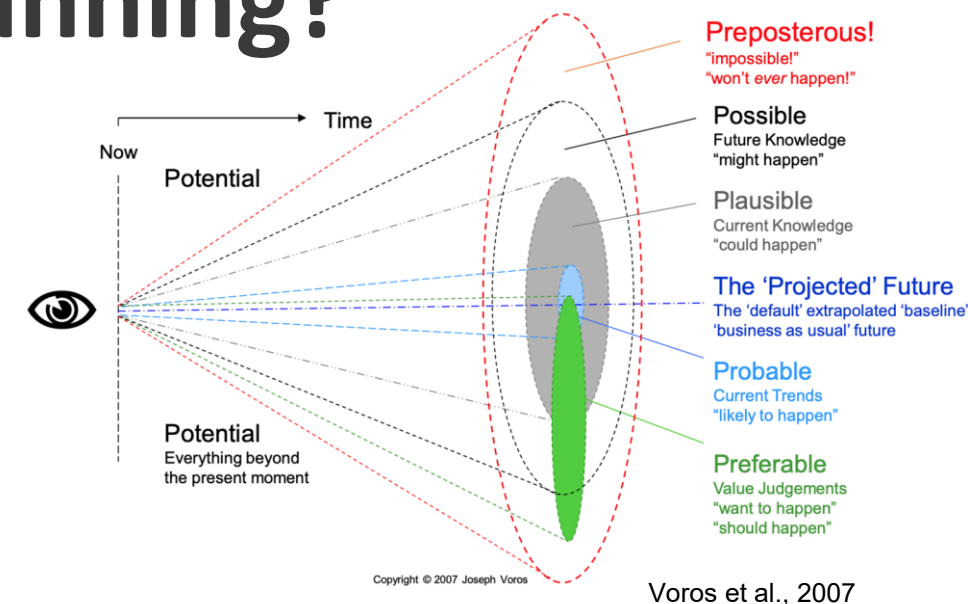 nning?
Preposterous!
“impossible!”
“won’t ever happen!”
Time
Possible
Future Knowledge
“might happen”
Now
Potential
Plausible
Current Knowledge
“could happen”
The ‘Projected’ Future
The ‘default’ extrapolated ‘baseline’
‘business as usual’ future
Probable
Current Trends
“likely to happen”
Potential
Everything beyond
the present moment
Preferable
Value Judgements
“want to happen”
“should happen”
Copyright © 2007 Joseph Voros
Voros et al., 2007